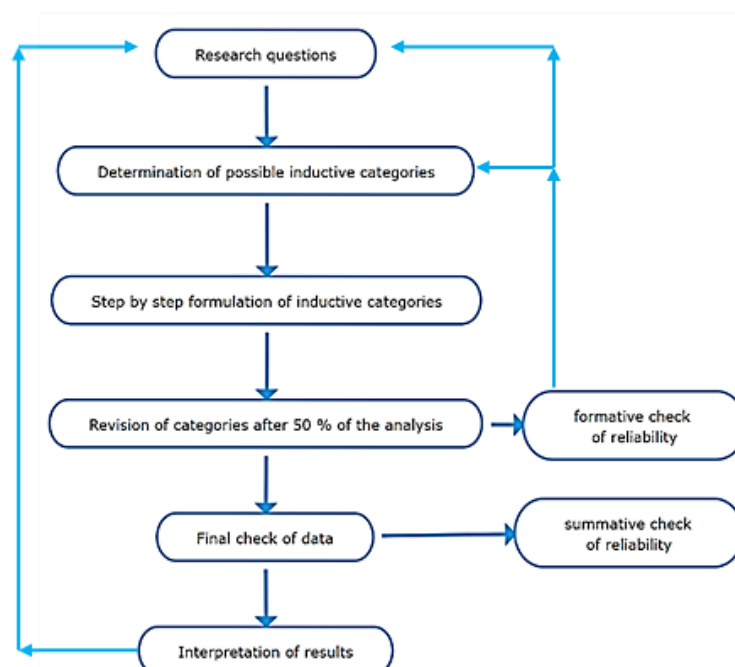 Research questions
Determination of possible inductive categories
Step by step formulation of inductive categories
Revision of categories after 50 % of the analysis
formative check
of reliability
Final check of data
summative check
of reliability
Interpretation of results